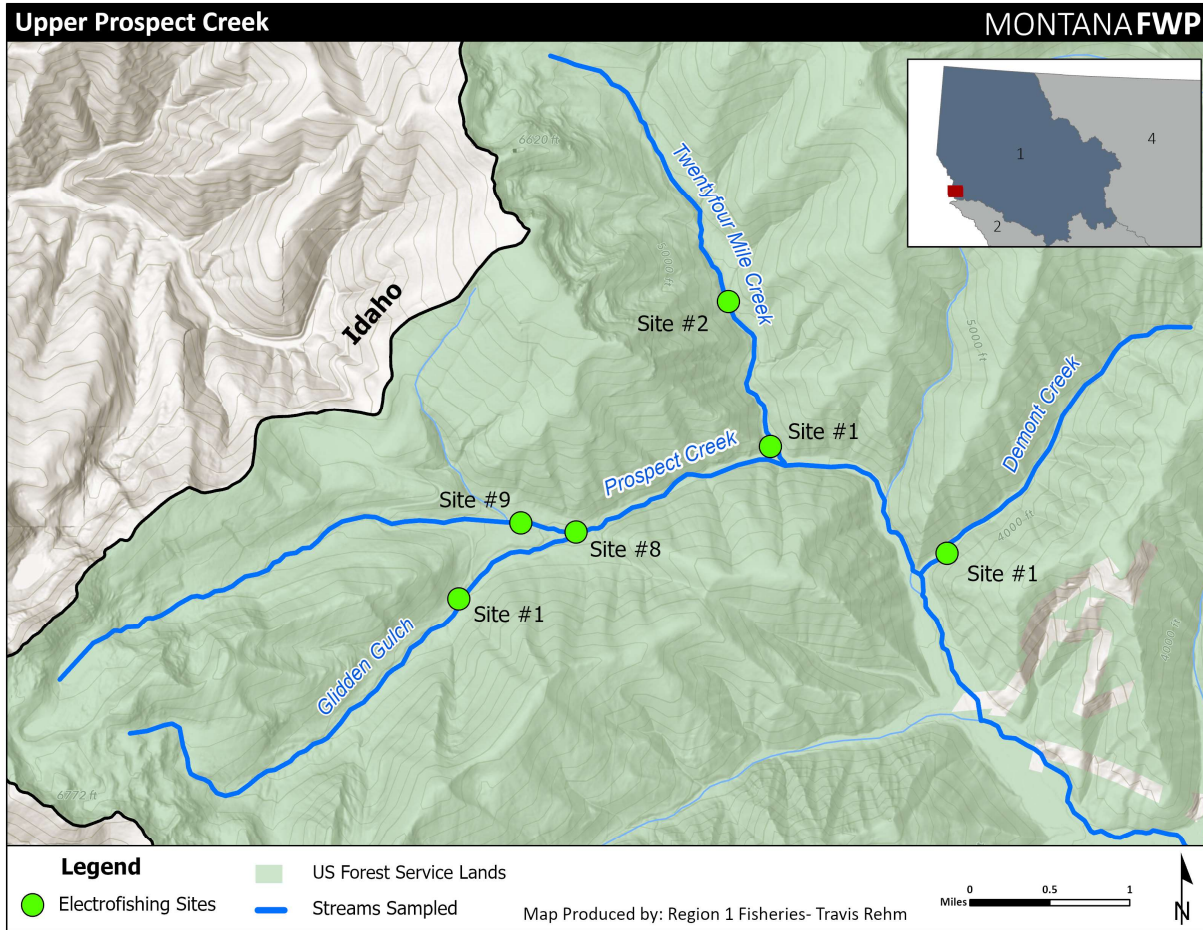 Upper Prospect Creek
MONTANA FWP
6620 ft
Twentyfour Mile Creek
1
4
2
Idaho
5000 ft
5000 ft
Site #2
Demont Creek
Site #1
Prospect Creek
Site #9
Site #8
4000 ft
Site #1
Site #1
Glidden Gulch
4000 ft
6772 ft
Legend
Electrofishing Sites
US Forest Service Lands
Streams Sampled
Map Produced by: Region 1 Fisheries- Travis Rehm
0 0.5 1
Miles
N